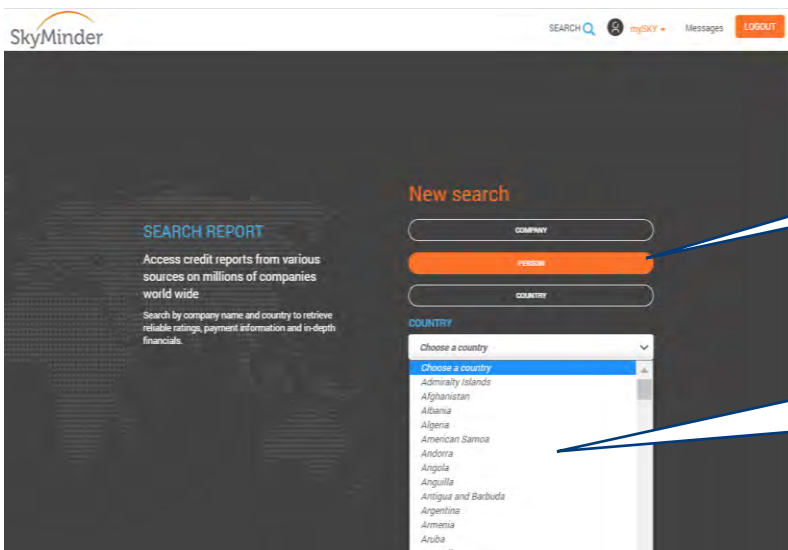 SkyMinder
SEARCH
mySKY
Messages
LOGOUT
SEARCH REPORT
Access credit reports from various
sources on millions of companies
world wide
Search by company name and country to retrieve
reliable ratings, payment information and in-depth
financials.
New search
COMPANY
PERSON
COUNTRY
COUNTRY
Choose a country
Choose a country
Admiralty Islands
Afghanistan
Albania
Algeria
American Samoa
Andorra
Angola
Anguilla
Antigua and Barbuda
Argentina
Armenia
Aruba